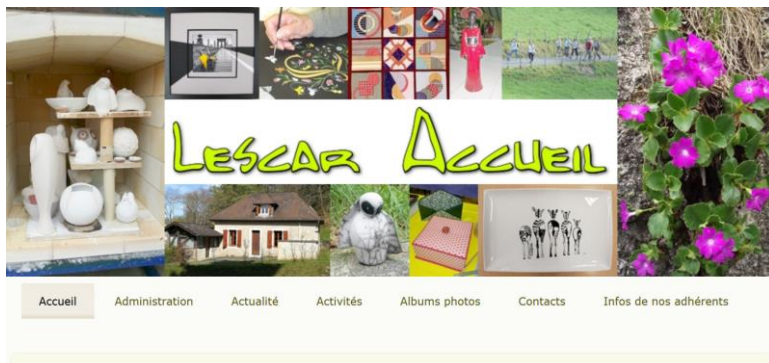 LESCAR ACCUEIL
Accueil Administration Actualité Activités Albums photos Contacts Infos de nos adhérents